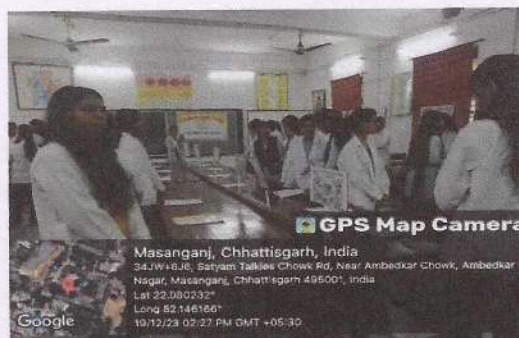 GPS Map Camera
Masanganj, Chhattisgarh, India
34JW+6J6, Satyam Talkies Chowk Rd, Near Ambedkar Chowk, Ambedkar
Nagar, Masanganj, Chhattisgarh 495001, India
Lat 22.080232°
Long 82.146166°
19/12/23 02:27 PM GMT +05:30
Google